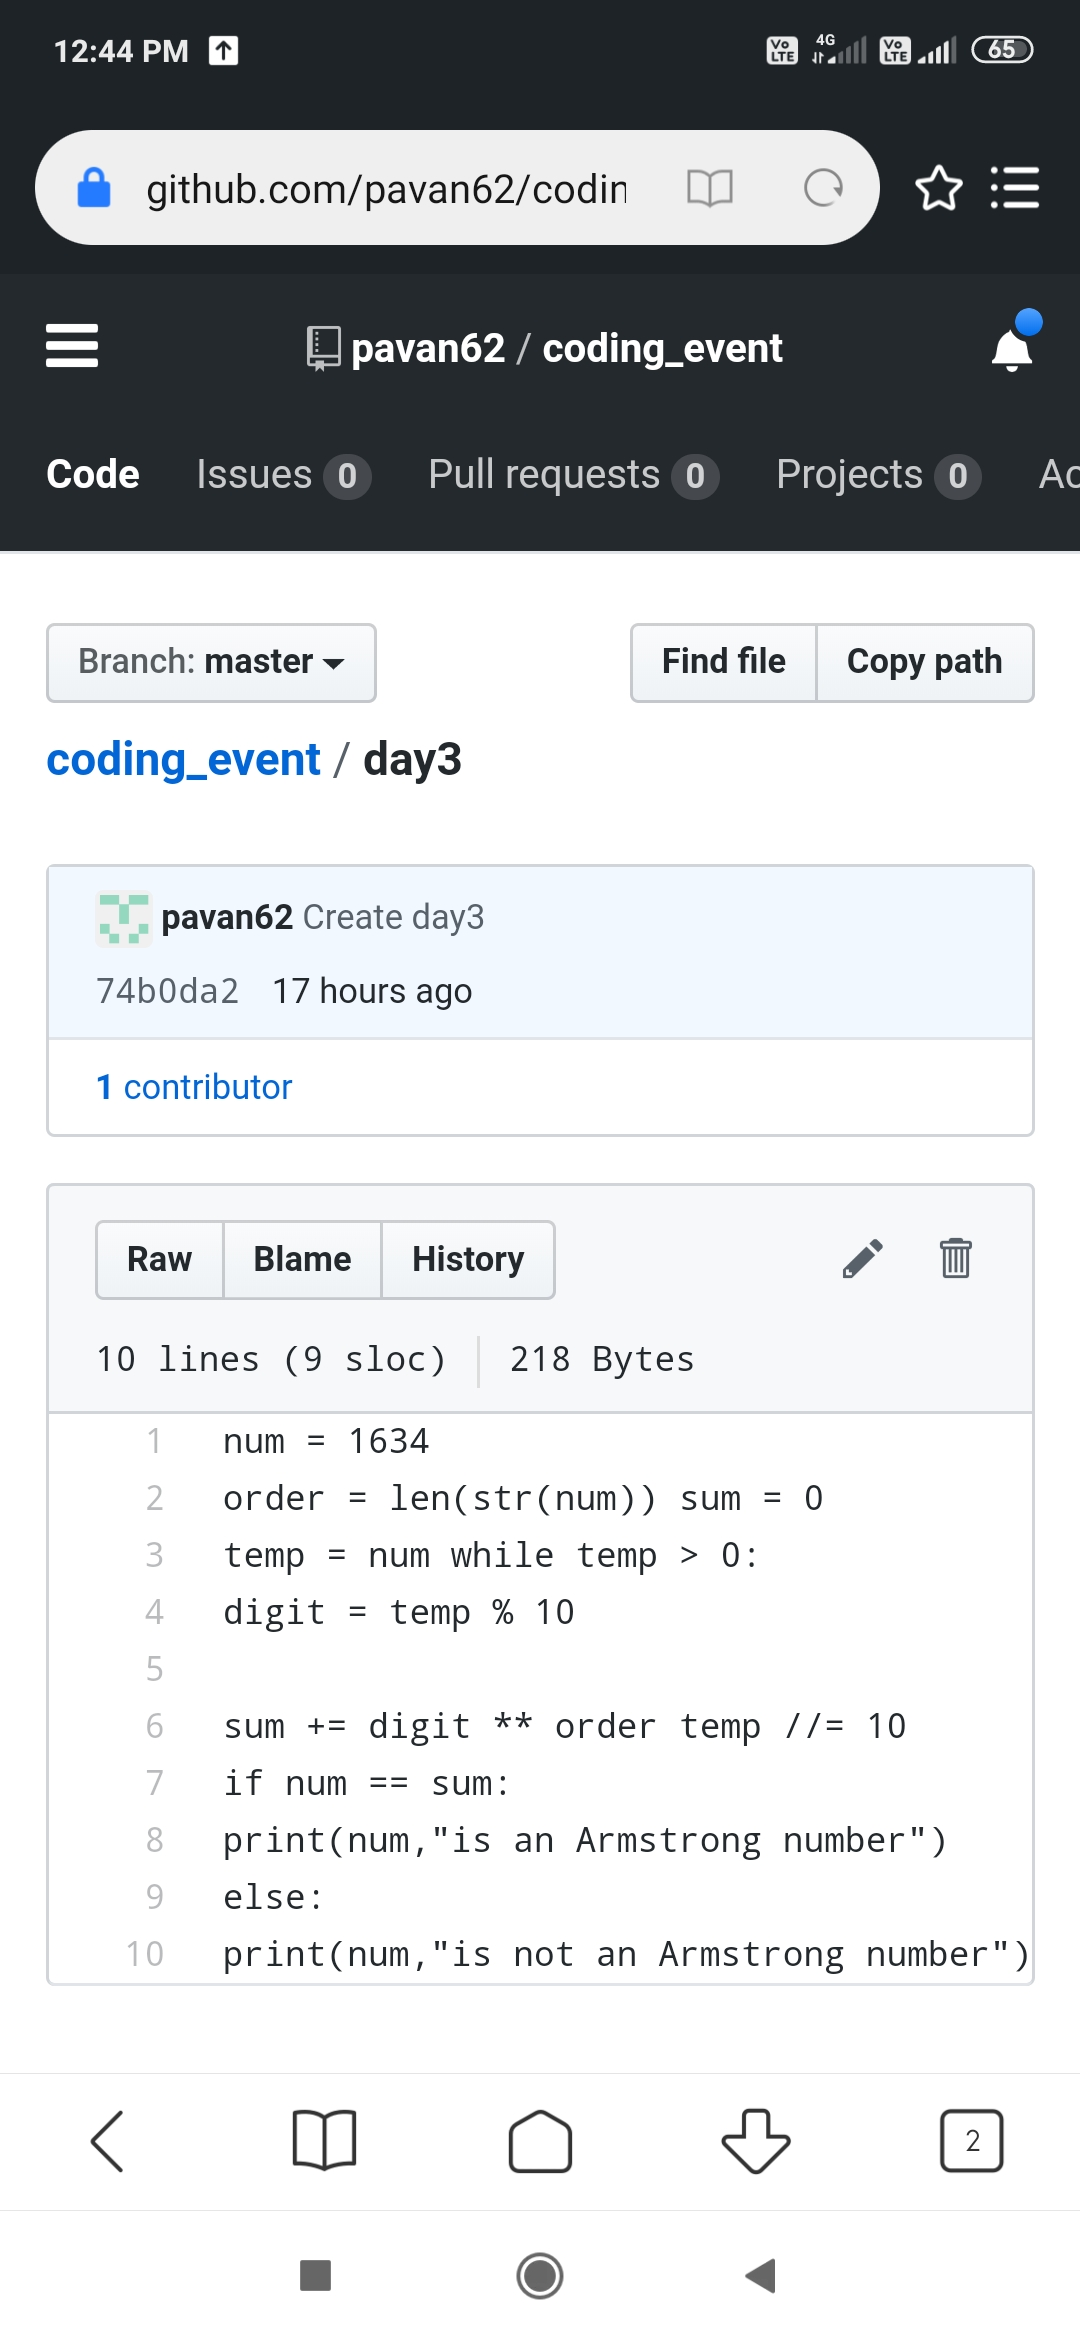 12:44 PM
Vo LTE 4G Vo LTE 65
github.com/pavan62/codin
pavan62 / coding_event
Code Issues 0 Pull requests 0 Projects 0 Ac
Branch: master Find file Copy path
coding_event / day3
pavan62 Create day3
74b0da2 17 hours ago
1 contributor
Raw Blame History
10 lines (9 sloc) 218 Bytes
1 num = 1634
2 order = len(str(num)) sum = 0
3 temp = num while temp > 0:
4 digit = temp % 10
5
6 sum += digit ** order temp //= 10
7 if num == sum:
8 print(num,"is an Armstrong number")
9 else:
10 print(num,"is not an Armstrong number")
2